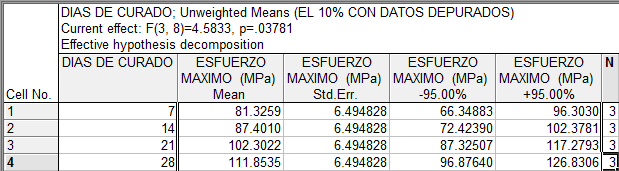 DIAS DE CURADO; Unweighted Means (EL 10% CON DATOS DEPURADOS)
Current effect: F(3, 8)=4.5833, p=.03781
Effective hypothesis decomposition
Cell No. DIAS DE CURADO ESFUERZO MAXIMO (MPa) Mean ESFUERZO MAXIMO (MPa) Std.Err. ESFUERZO MAXIMO (MPa) -95.00% ESFUERZO MAXIMO (MPa) +95.00% N
1 7 81.3259 6.494828 66.34883 96.3030 3
2 14 87.4010 6.494828 72.42390 102.3781 3
3 21 102.3022 6.494828 87.32507 117.2793 3
4 28 111.8535 6.494828 96.87640 126.8306 3